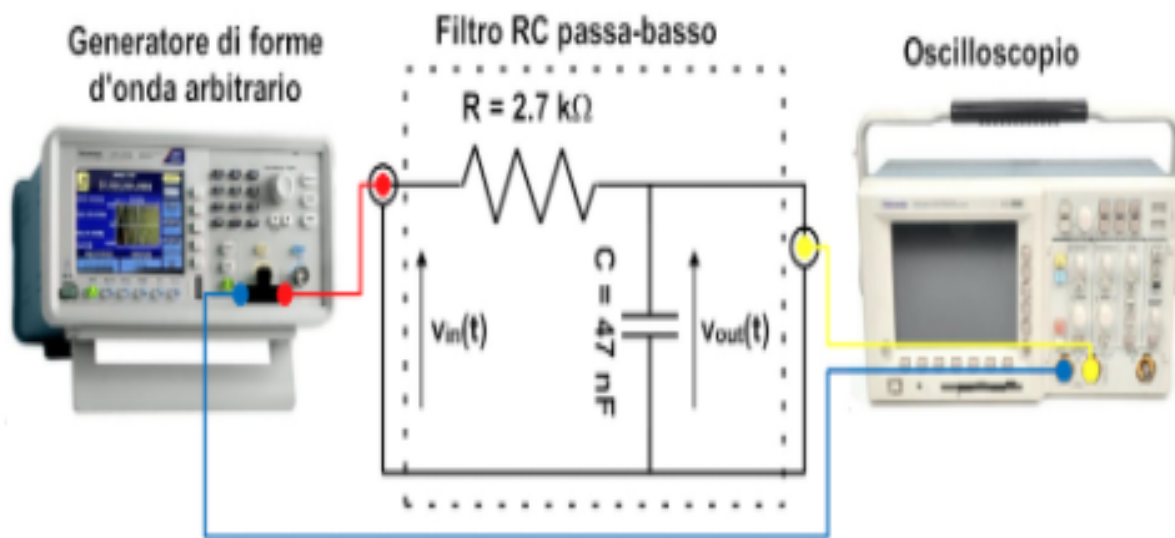 Generatore di forme
d'onda arbitrario
Filtro RC passa-basso
Oscilloscopio
R = 2.7 kΩ
C = 47 nF
vin(t)
vout(t)